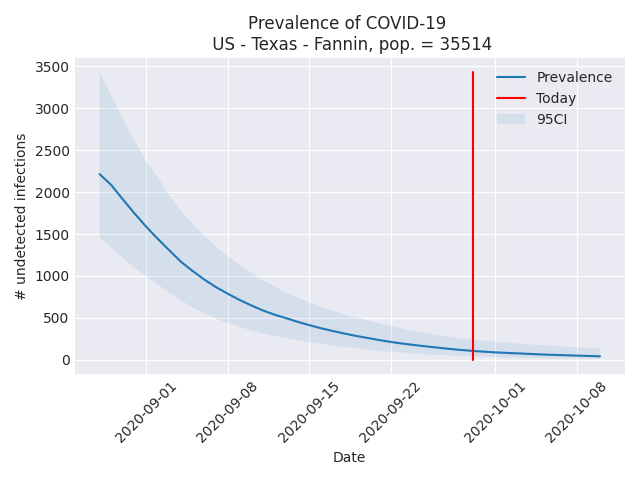 Prevalence of COVID-19
US - Texas - Fannin, pop. = 35514
3500
3000
2500
2000
1500
1000
500
0
# undetected infections
Prevalence
Today
95CI
2020-09-01
2020-09-08
2020-09-15
2020-09-22
2020-10-01
2020-10-08
Date